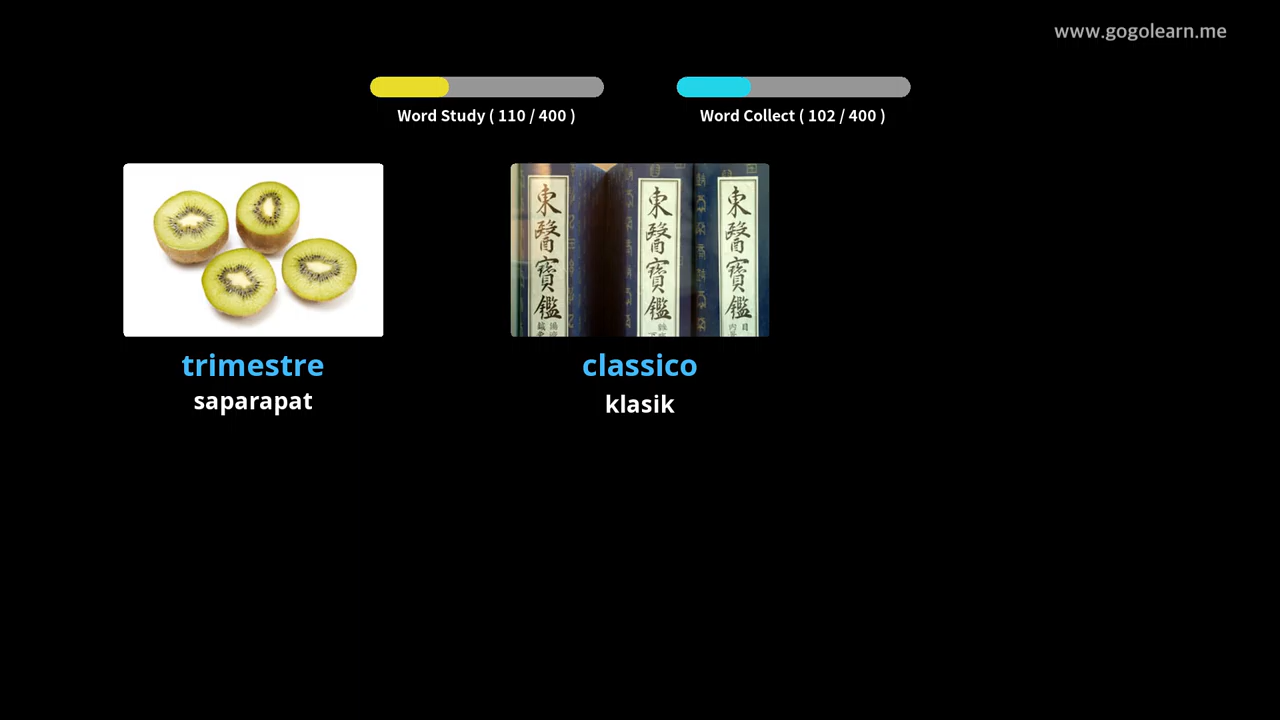 www.gogolearn.me
Word Study ( 110 / 400 )
Word Collect ( 102 / 400 )
東醫寶鑑
東醫寶鑑
東醫寶鑑
trimestre
classico
saparapat
klasik